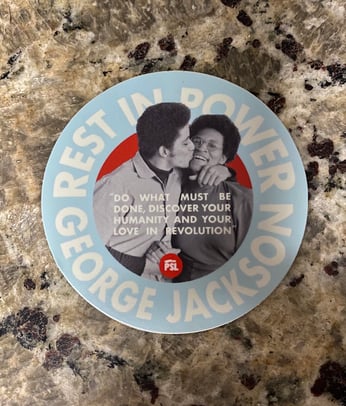 REST IN POWER
"DO WHAT MUST BE
DONE, DISCOVER YOUR
HUMANITY AND YOUR
LOVE IN REVOLUTION"
PSL
GEORGE JACKSON